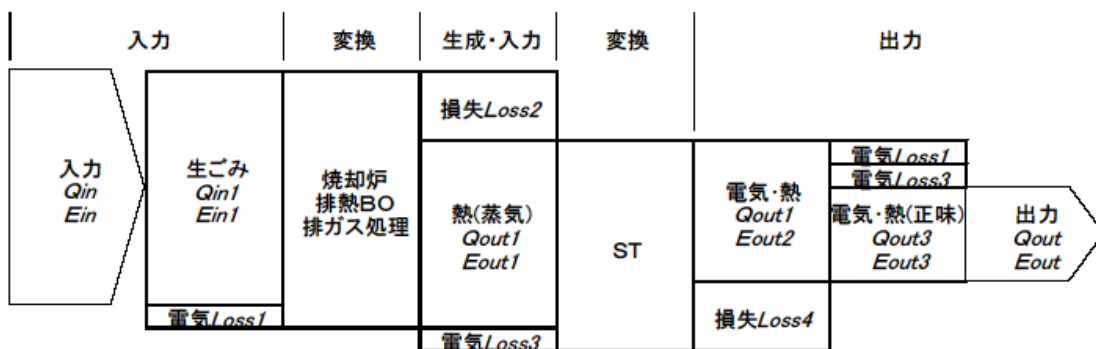 入力
変換
生成・入力
変換
出力
入力
Qin
Ein
生ごみ
Qin1
Ein1
電気Loss1
焼却炉
排熱BO
排ガス処理
損失Loss2
熱(蒸気)
Qout1
Eout1
電気Loss3
ST
電気・熱
Qout1
Eout2
損失Loss4
電気Loss1
電気Loss3
電気・熱(正味)
Qout3
Eout3
出力
Qout
Eout